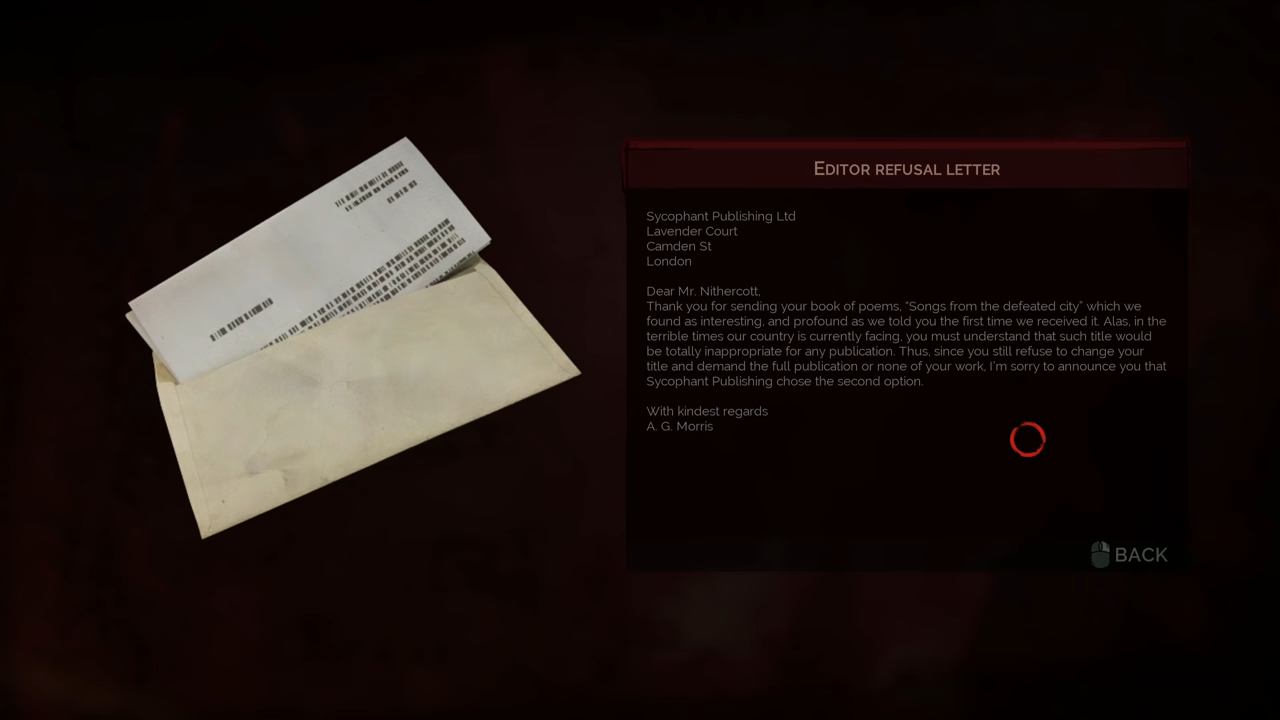 EDITOR REFUSAL LETTER
Sycophant Publishing Ltd
Lavender Court
Camden St
London
Dear Mr. Nithercott,
Thank you for sending your book of poems, “Songs from the defeated city” which we
found as interesting, and profound as we told you the first time we received it. Alas, in the
terrible times our country is currently facing, you must understand that such title would
be totally inappropriate for any publication. Thus, since you still refuse to change your
title and demand the full publication or none of your work, I'm sorry to announce you that
Sycophant Publishing chose the second option.
With kindest regards
A. G. Morris
BACK